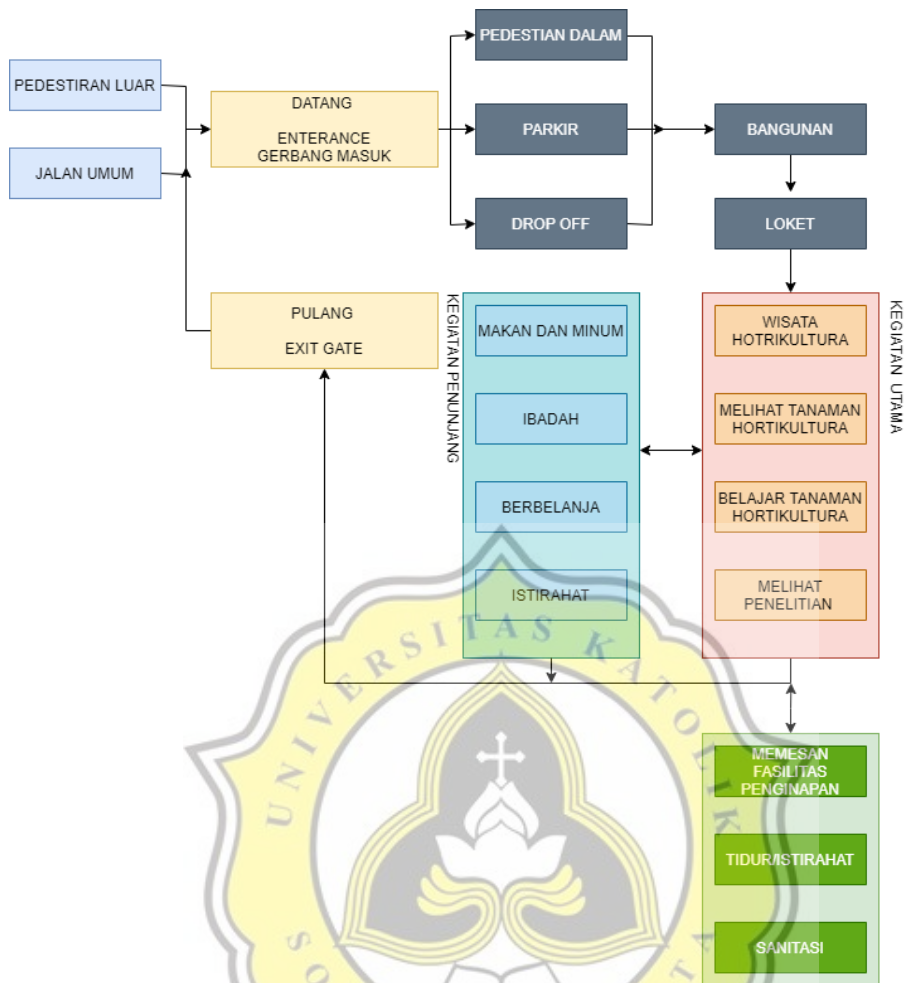 PEDESTIRAN LUAR
JALAN UMUM
DATANG
ENTERANCE
GERBANG MASUK
PEDESTIAN DALAM
PARKIR
DROP OFF
BANGUNAN
LOKET
PULANG
EXIT GATE
KEGIATAN PENUNJANG
MAKAN DAN MINUM
IBADAH
BERBELANJA
ISTIRAHAT
KEGIATAN UTAMA
WISATA
HOTRIKULTURA
MELIHAT TANAMAN
HORTIKULTURA
BELAJAR TANAMAN
HORTIKULTURA
MELIHAT
PENELITIAN
MEMESAN
FASILITAS
PENGINAPAN
TIDUR/ISTIRAHAT
SANITASI
UNIVERSITAS KATOLIK